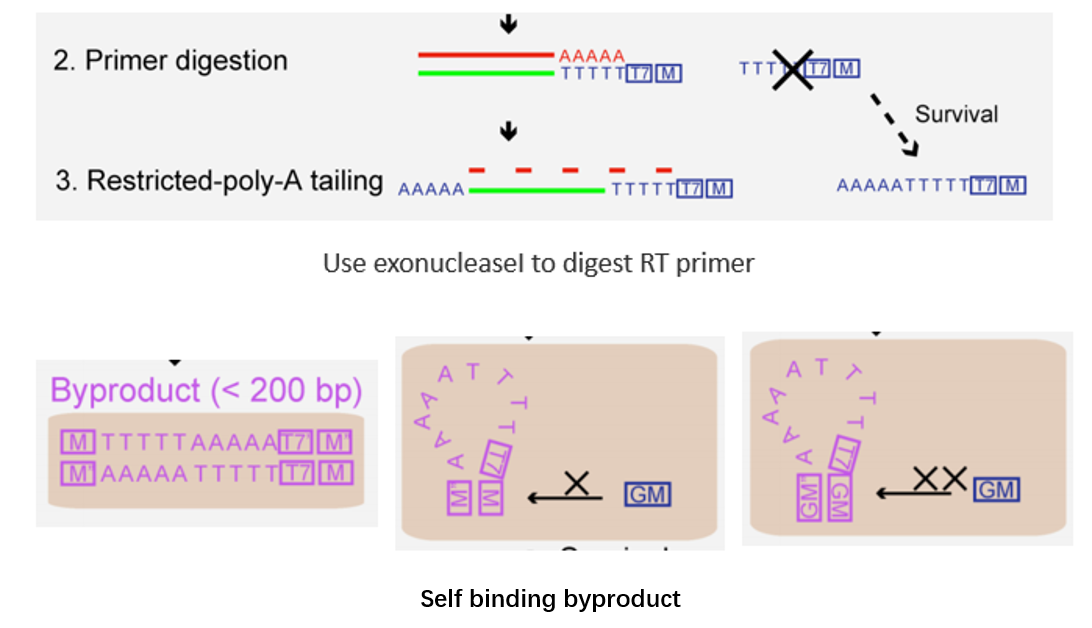 AAAAA
2. Primer digestion
TTTTT T7 M
TTT T7 M
Survival
3. Restricted-poly-A tailing
AAAAA TTTTT T7 M
AAAAATTTTT T7 M
Use exonucleaseI to digest RT primer
Byproduct (< 200 bp)
M TTTTTAAAAA T7' M'
M' AAAAATTTTT T7 M
A T T T T A A A A T7
M' M GM
A T T T T A A A A T7
GM' GM GM
Self binding byproduct